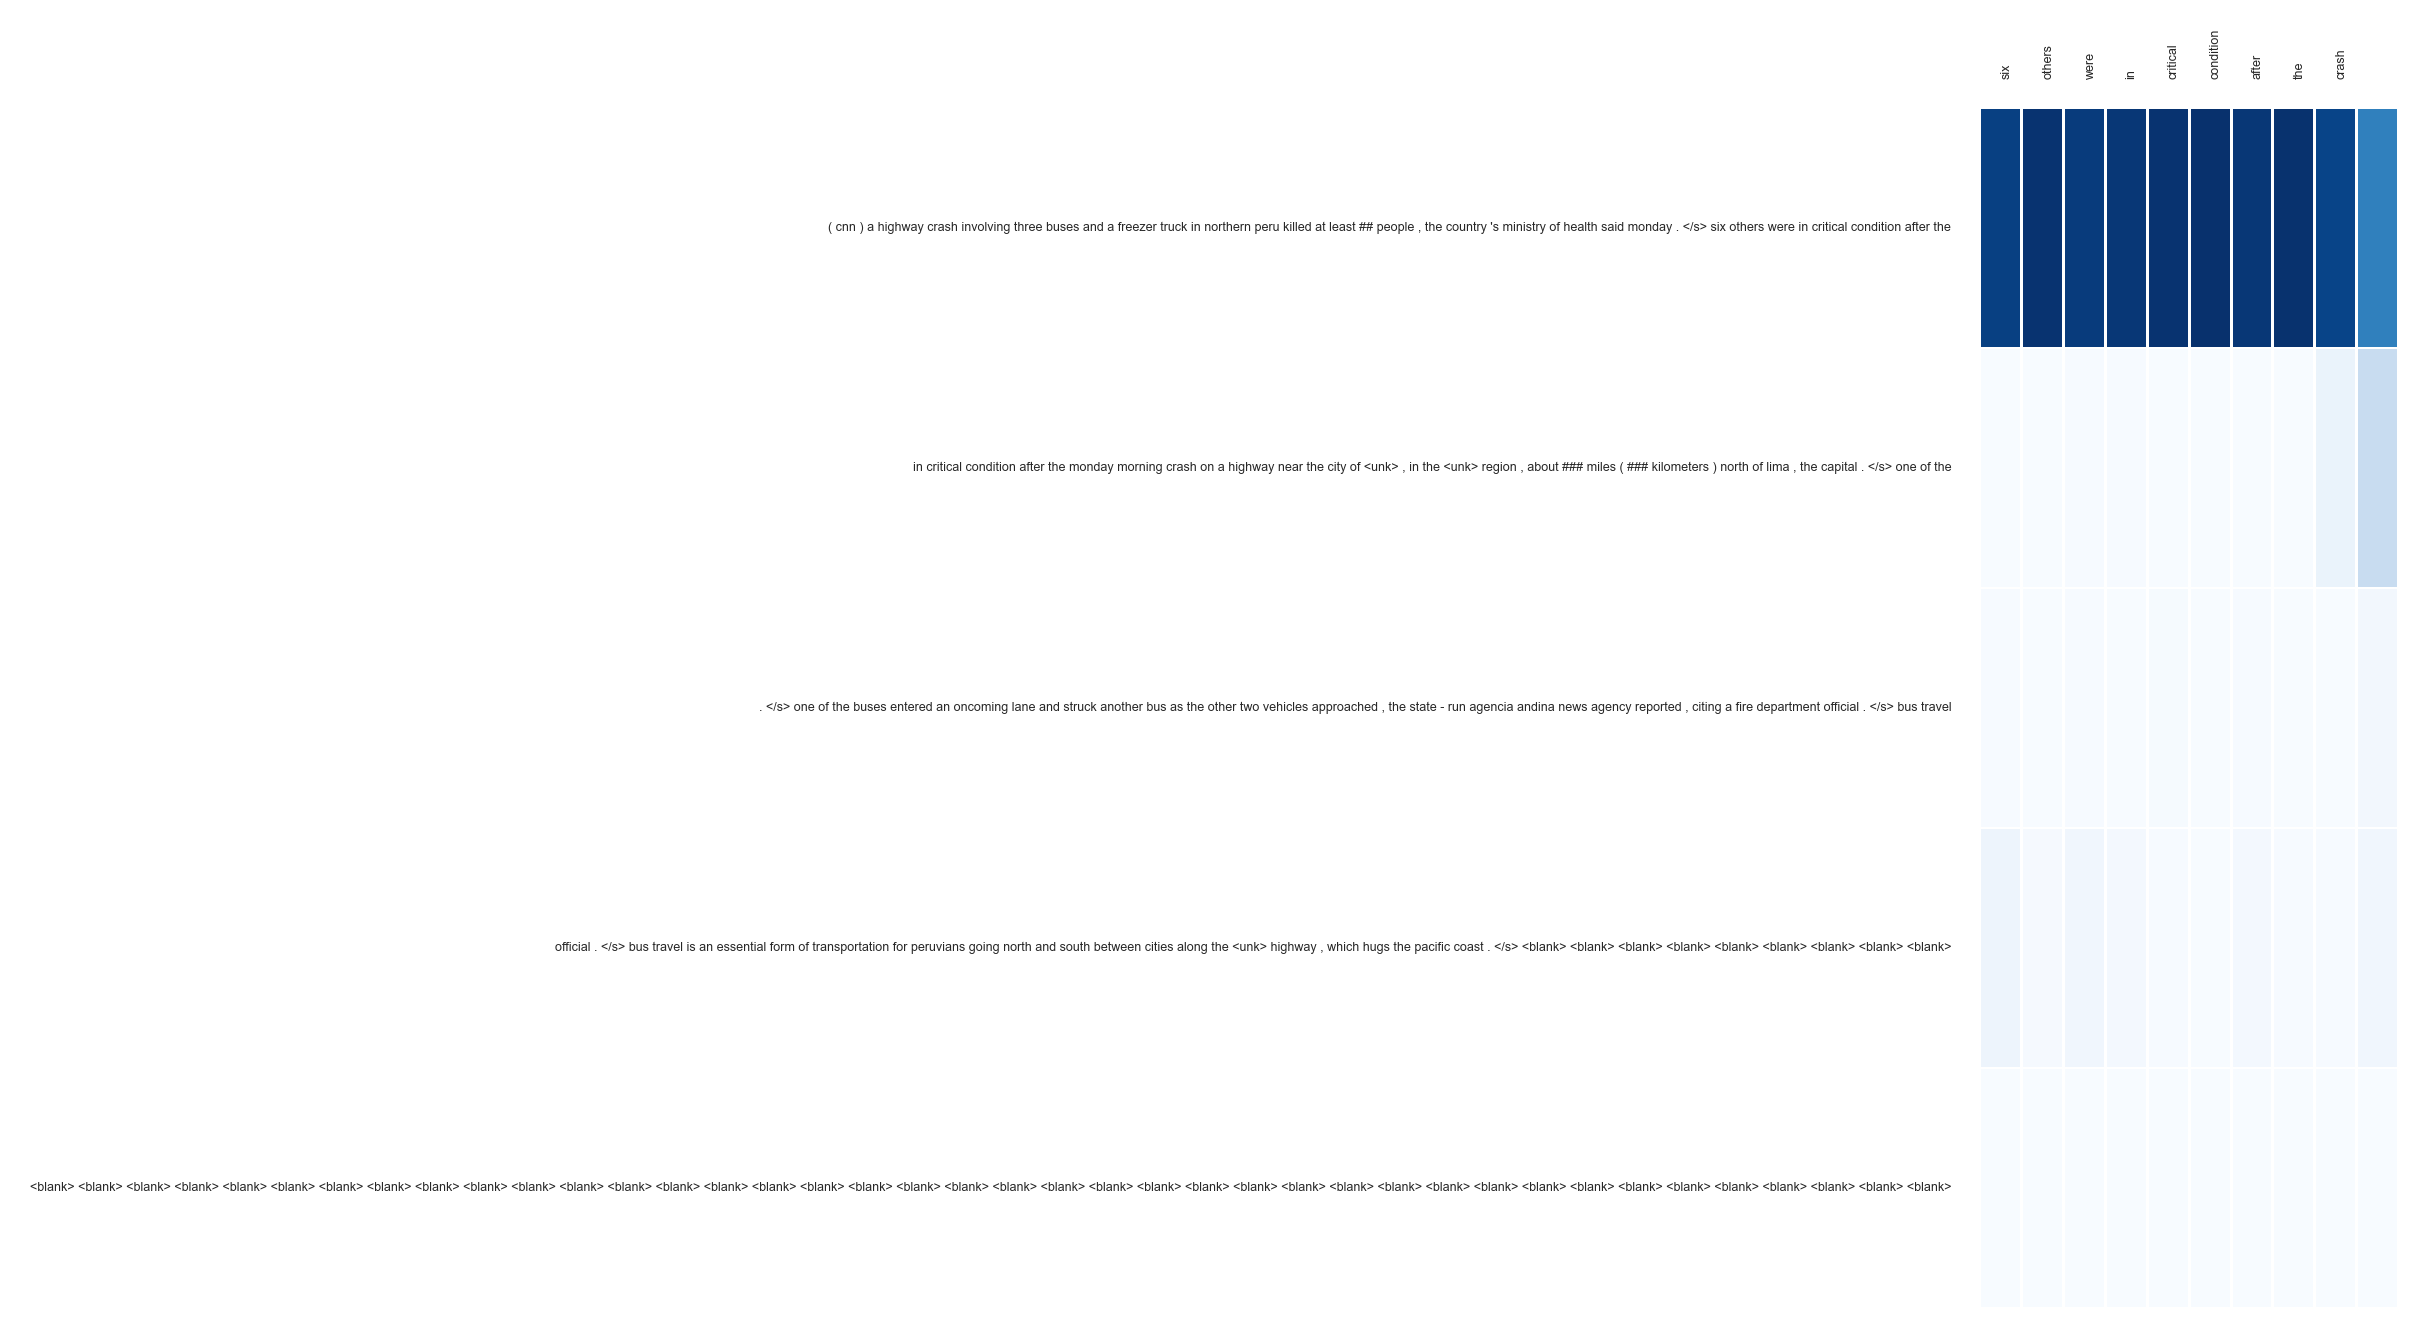 six others were in critical condition after the crash
( cnn ) a highway crash involving three buses and a freezer truck in northern peru killed at least ## people , the country 's ministry of health said monday . </s> six others were in critical condition after the
in critical condition after the monday morning crash on a highway near the city of <unk> , in the <unk> region , about ### miles ( ### kilometers ) north of lima , the capital . </s> one of the
. </s> one of the buses entered an oncoming lane and struck another bus as the other two vehicles approached , the state - run agencia andina news agency reported , citing a fire department official . </s> bus travel
official . </s> bus travel is an essential form of transportation for peruvians going north and south between cities along the <unk> highway , which hugs the pacific coast . </s> <blank> <blank> <blank> <blank> <blank> <blank> <blank> <blank> <blank>
<blank> <blank> <blank> <blank> <blank> <blank> <blank> <blank> <blank> <blank> <blank> <blank> <blank> <blank> <blank> <blank> <blank> <blank> <blank> <blank> <blank> <blank> <blank> <blank> <blank> <blank> <blank> <blank> <blank> <blank> <blank> <blank> <blank> <blank> <blank> <blank> <blank> <blank> <blank> <blank>